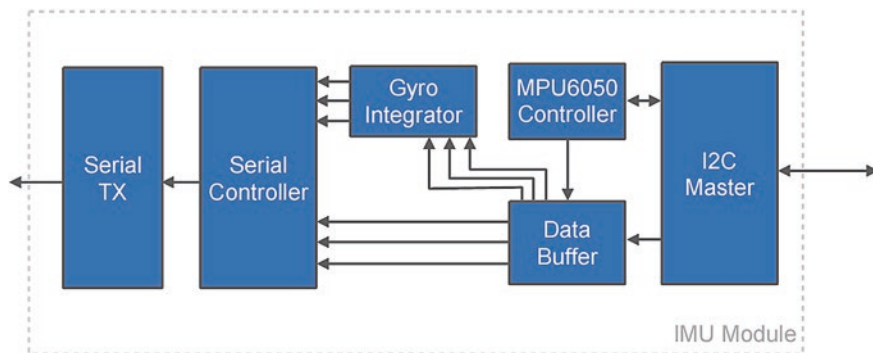 Serial
TX
Serial
Controller
Gyro
Integrator
MPU6050
Controller
Data
Buffer
I2C
Master
IMU Module